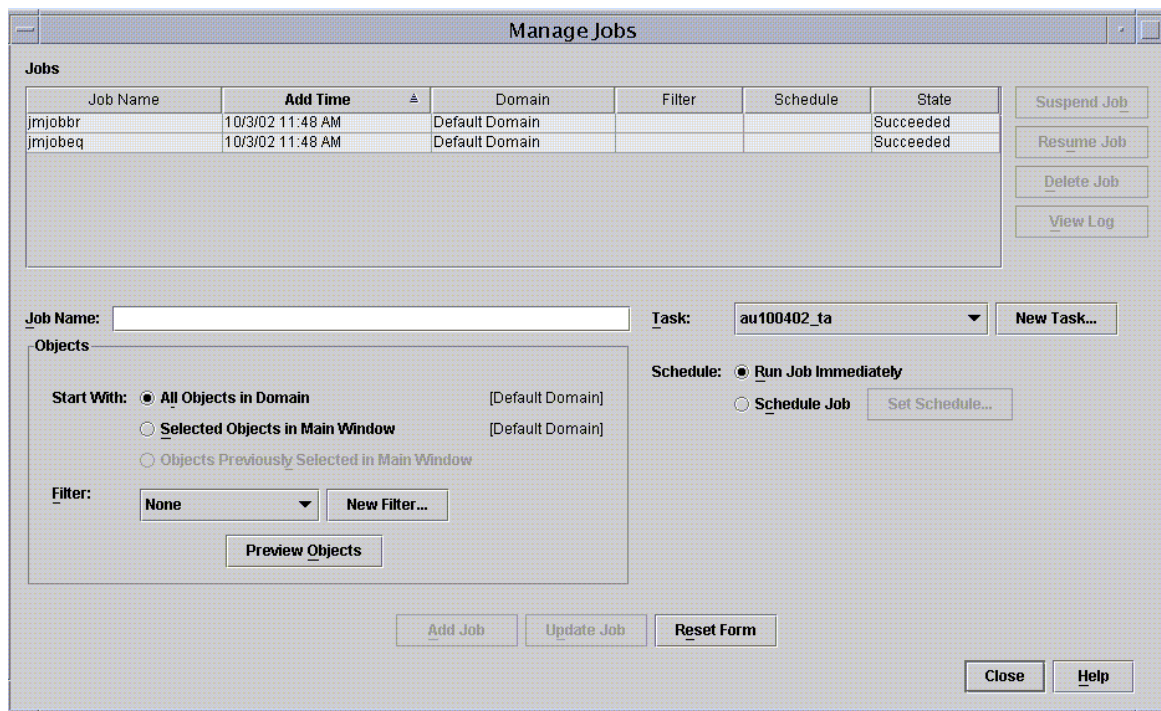 Manage Jobs
Jobs
Job Name Add Time Domain Filter Schedule State
jmjobbr 10/3/02 11:48 AM Default Domain Succeeded
jmjobeq 10/3/02 11:48 AM Default Domain Succeeded
Suspend Job
Resume Job
Delete Job
View Log
Job Name:
Task: au100402_ta New Task...
Objects
Start With: All Objects in Domain [Default Domain]
Selected Objects in Main Window [Default Domain]
Objects Previously Selected in Main Window
Filter: None New Filter...
Preview Objects
Schedule: Run Job Immediately
Schedule Job Set Schedule...
Add Job Update Job Reset Form
Close Help